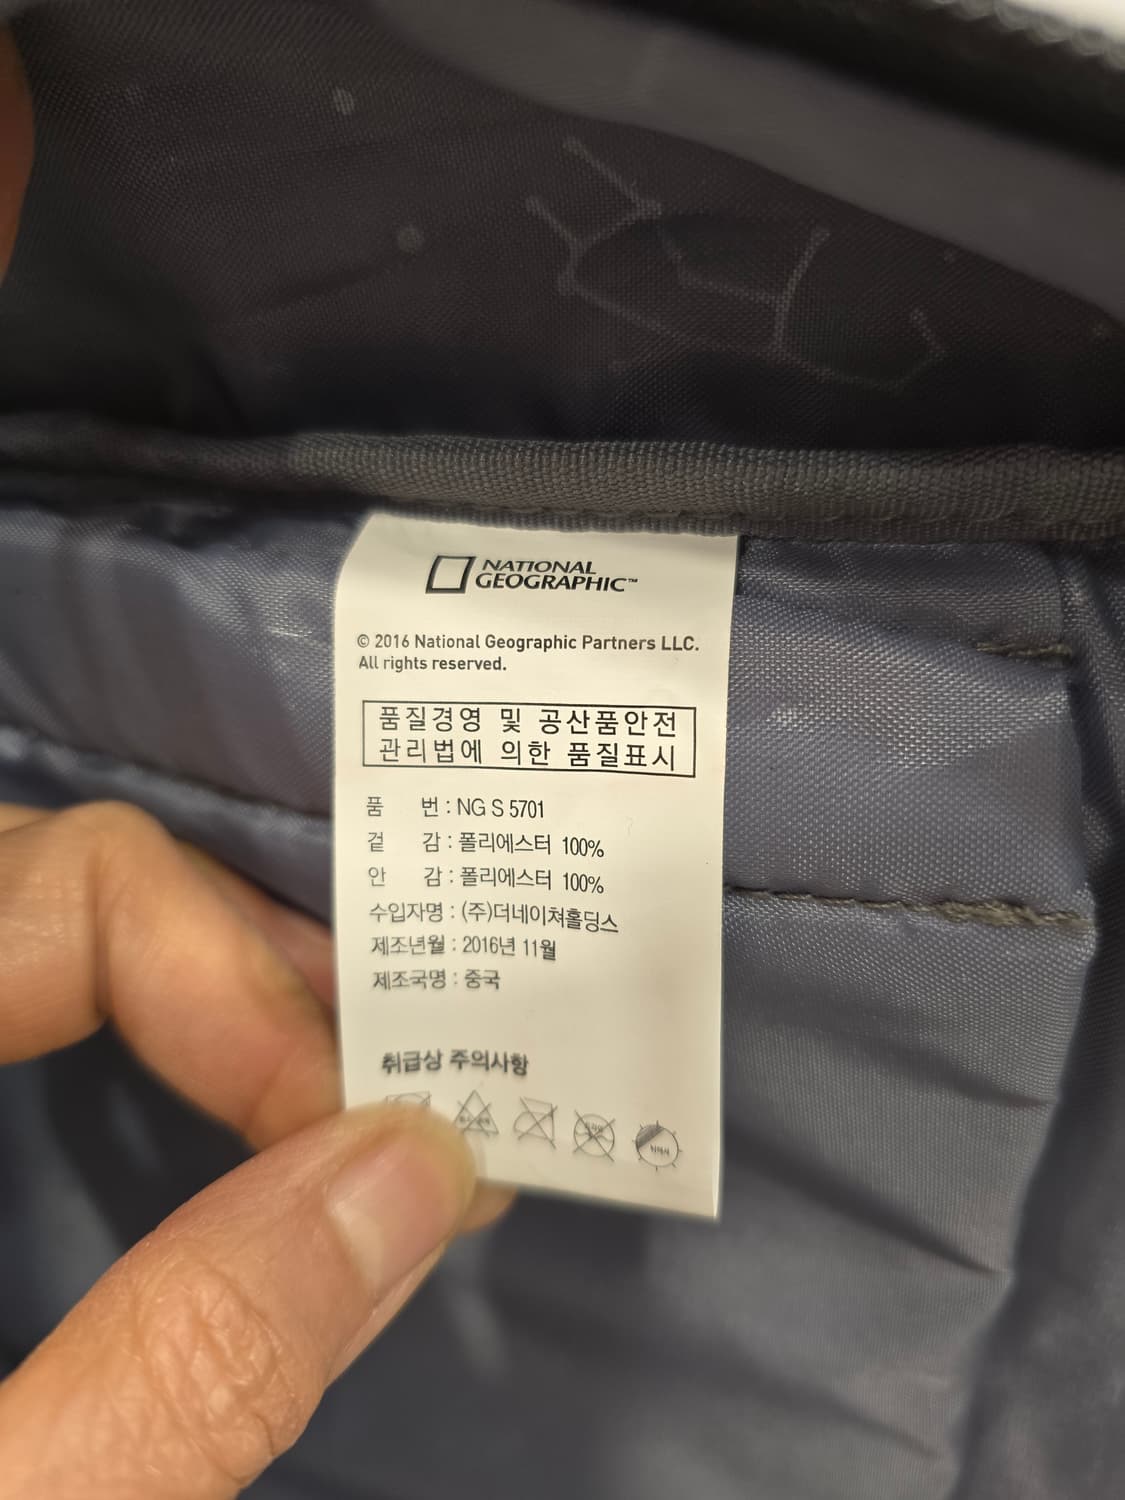 NATIONAL
GEOGRAPHIC™
© 2016 National Geographic Partners LLC.
All rights reserved.
품질경영 및 공산품안전
관리법에 의한 품질표시
품 번 : NG S 5701
겉 감 : 폴리에스터 100%
안 감 : 폴리에스터 100%
수입자명 : (주)더네이쳐홀딩스
제조년월 : 2016년 11월
제조국명 : 중국
취급상 주의사항